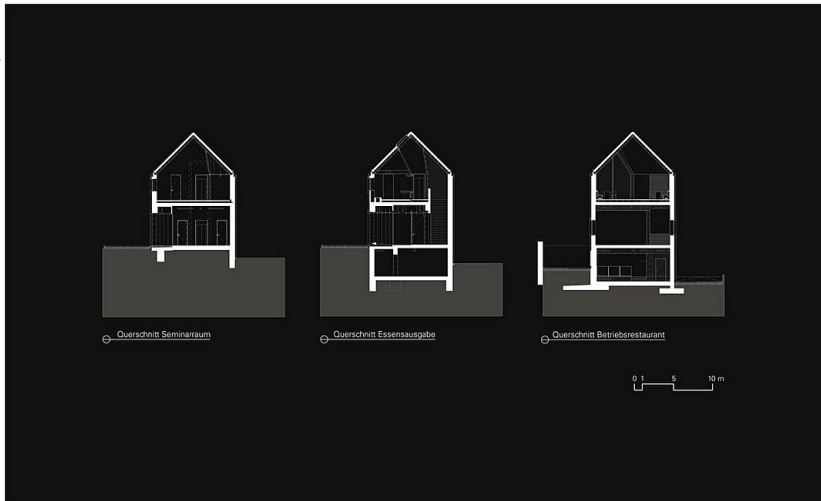 Querschnitt Seminarraum
Querschnitt Essensausgabe
Querschnitt Betriebsrestaurant
0 1 5 10 m